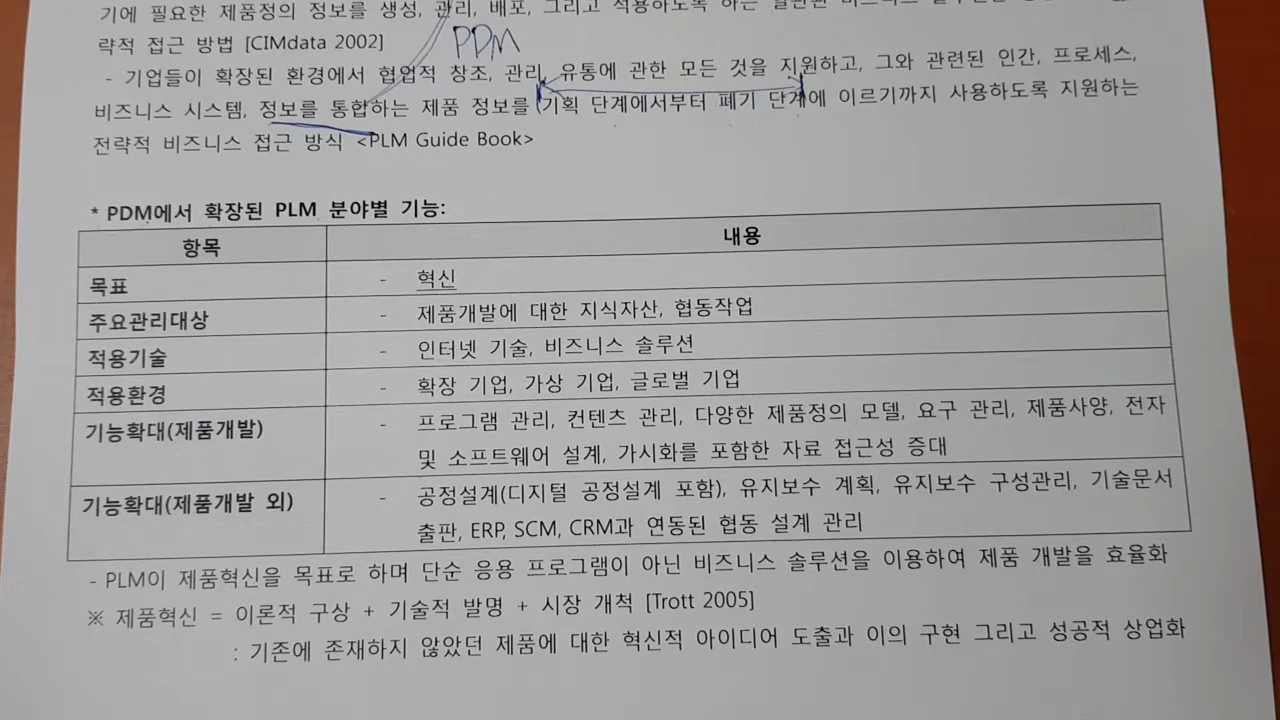 기에 필요한 제품정의 정보를 생성, 관리, 배포, 그리고 적용하도록 하는 일관된 비즈니스
략적 접근 방법 [CIMdata 2002]
PDM
- 기업들이 확장된 환경에서 협업적 창조, 관리, 유통에 관한 모든 것을 지원하고, 그와 관련된 인간, 프로세스,
비즈니스 시스템, 정보를 통합하는 제품 정보를 기획 단계에서부터 폐기 단계에 이르기까지 사용하도록 지원하는
전략적 비즈니스 접근 방식 <PLM Guide Book>
* PDM에서 확장된 PLM 분야별 기능:
항목 내용
목표 - 혁신
주요관리대상 - 제품개발에 대한 지식자산, 협동작업
적용기술 - 인터넷 기술, 비즈니스 솔루션
적용환경 - 확장 기업, 가상 기업, 글로벌 기업
기능확대(제품개발) - 프로그램 관리, 컨텐츠 관리, 다양한 제품정의 모델, 요구 관리, 제품사양, 전자
및 소프트웨어 설계, 가시화를 포함한 자료 접근성 증대
기능확대(제품개발 외) - 공정설계(디지털 공정설계 포함), 유지보수 계획, 유지보수 구성관리, 기술문서
출판, ERP, SCM, CRM과 연동된 협동 설계 관리
- PLM이 제품혁신을 목표로 하며 단순 응용 프로그램이 아닌 비즈니스 솔루션을 이용하여 제품 개발을 효율화
※ 제품혁신 = 이론적 구상 + 기술적 발명 + 시장 개척 [Trott 2005]
: 기존에 존재하지 않았던 제품에 대한 혁신적 아이디어 도출과 이의 구현 그리고 성공적 상업화